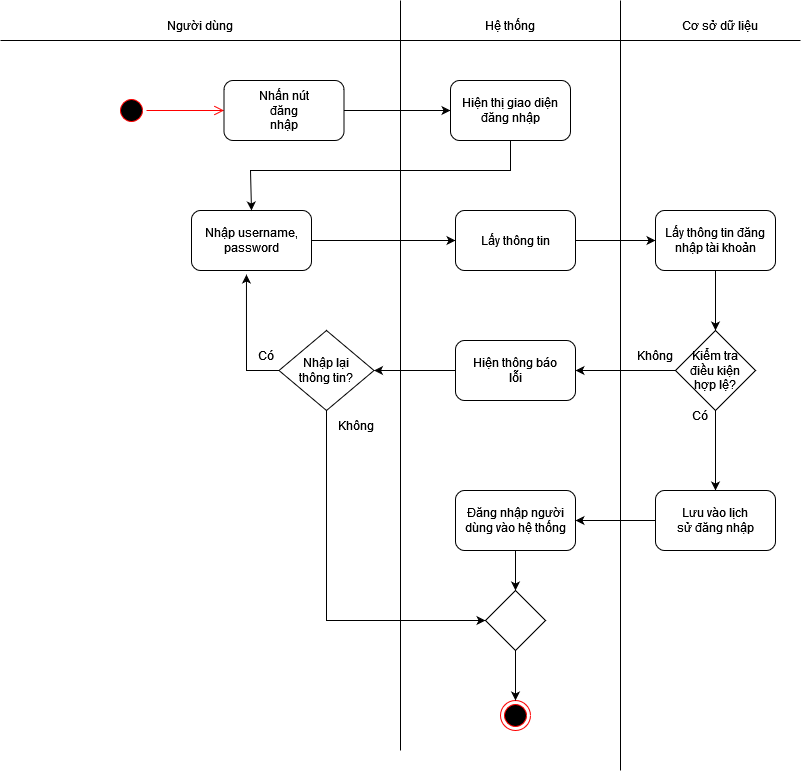 Người dùng
Hệ thống
Cơ sở dữ liệu
Nhấn nút
đăng
nhập
Hiện thị giao diện
đăng nhập
Nhập username,
password
Lấy thông tin
Lấy thông tin đăng
nhập tài khoản
Có
Nhập lại
thông tin?
Hiện thông báo
lỗi
Không
Kiểm tra
điều kiện
hợp lệ?
Không
Có
Đăng nhập người
dùng vào hệ thống
Lưu vào lịch
sử đăng nhập